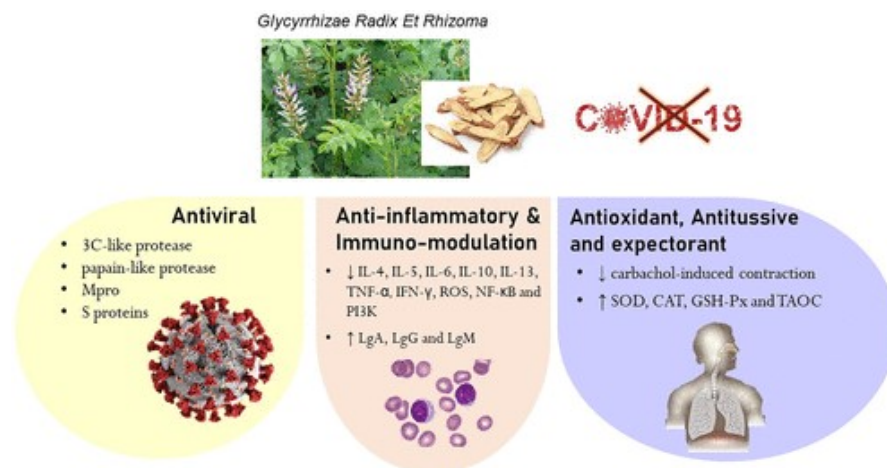 Glycyrrhizae Radix Et Rhizoma
COVID-19
Antiviral
• 3C-like protease
• papain-like protease
• Mpro
• S proteins
Anti-inflammatory &
Immuno-modulation
• ↓ IL-4, IL-5, IL-6, IL-10, IL-13,
TNF-α, IFN-γ, ROS, NF-κB and
PI3K
• ↑ LgA, LgG and LgM
Antioxidant, Antitussive
and expectorant
• ↓ carbachol-induced contraction
• ↑ SOD, CAT, GSH-Px and TAOC